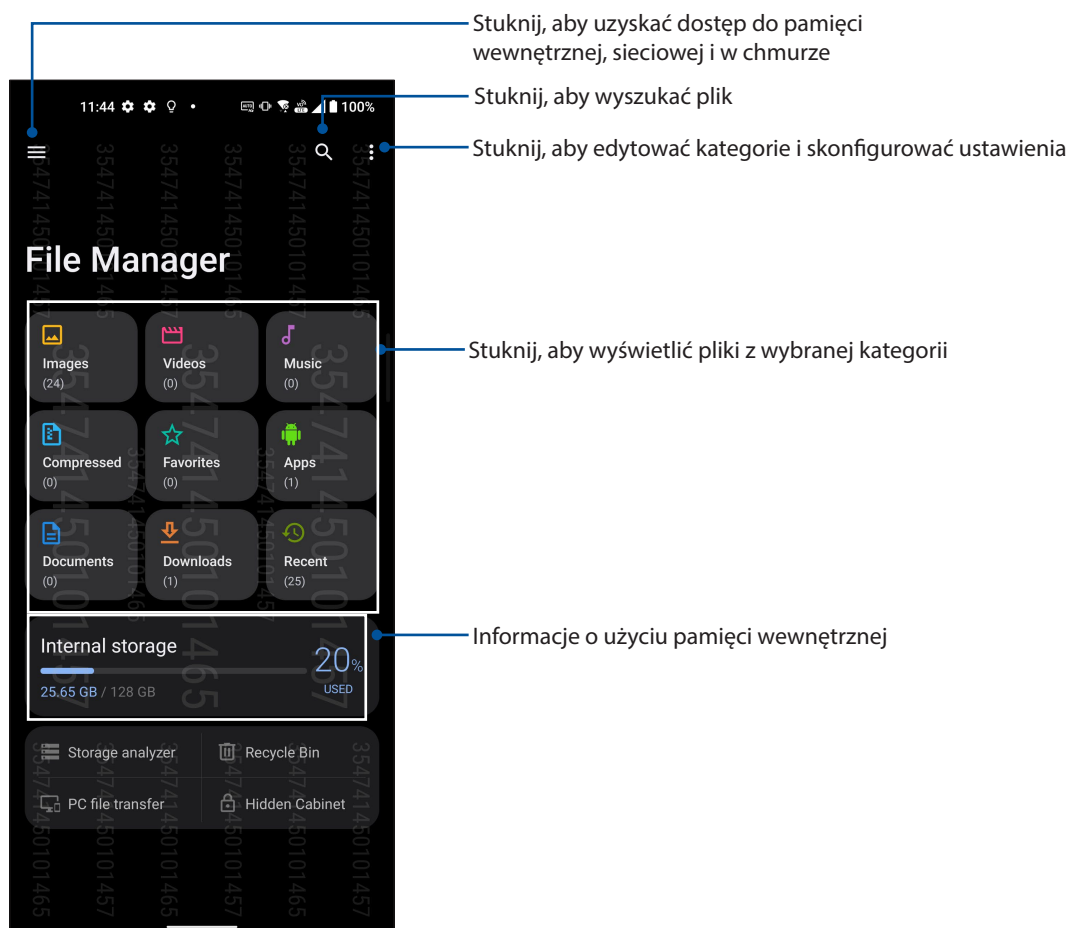 Stuknij, aby uzyskać dostęp do pamięci
wewnętrznej, sieciowej i w chmurze
11:44
100%
Stuknij, aby wyszukać plik
Stuknij, aby edytować kategorie i skonfigurować ustawienia
File Manager
Images
(24)
Videos
(0)
Music
(0)
Stuknij, aby wyświetlić pliki z wybranej kategorii
Compressed
(0)
Favorites
(0)
Apps
(1)
Documents
(0)
Downloads
(1)
Recent
(25)
Internal storage
25.65 GB / 128 GB
20%
USED
Informacje o użyciu pamięci wewnętrznej
Storage analyzer
Recycle Bin
PC file transfer
Hidden Cabinet